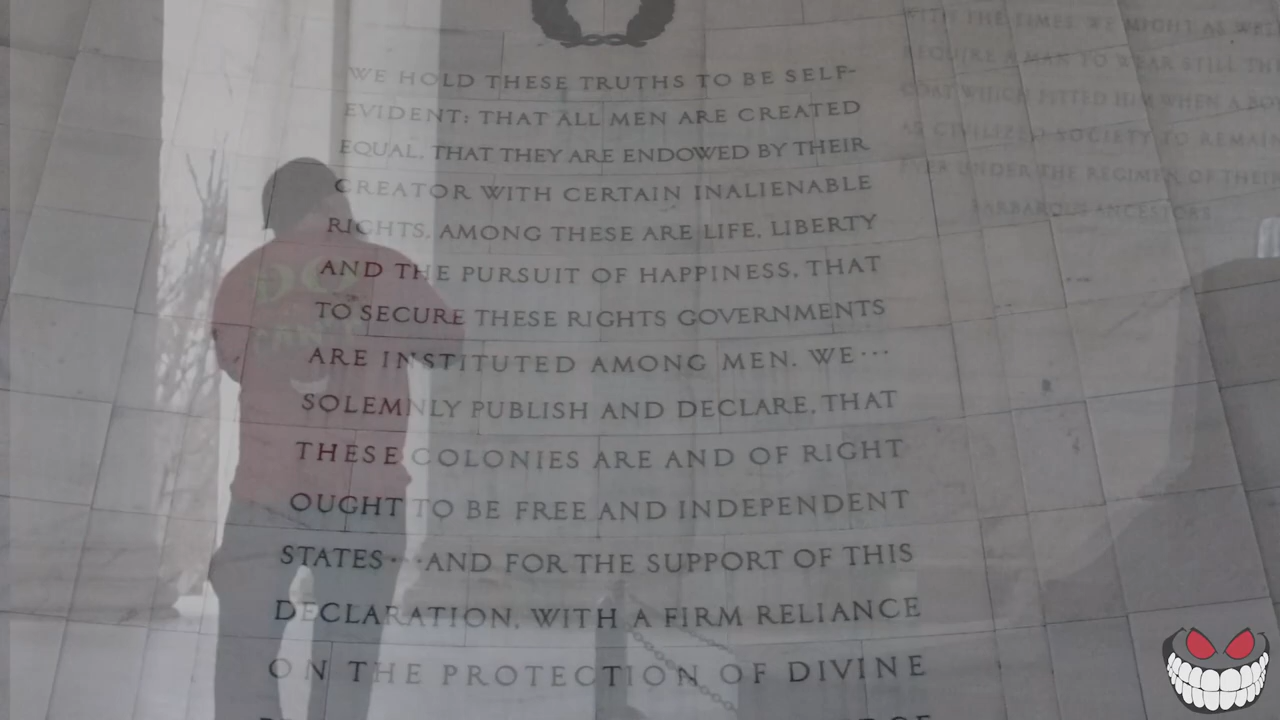 WE HOLD THESE TRUTHS TO BE SELF-
EVIDENT: THAT ALL MEN ARE CREATED
EQUAL, THAT THEY ARE ENDOWED BY THEIR
CREATOR WITH CERTAIN INALIENABLE
RIGHTS, AMONG THESE ARE LIFE, LIBERTY
AND THE PURSUIT OF HAPPINESS, THAT
TO SECURE THESE RIGHTS GOVERNMENTS
ARE INSTITUTED AMONG MEN. WE···
SOLEMNLY PUBLISH AND DECLARE, THAT
THESE COLONIES ARE AND OF RIGHT
OUGHT TO BE FREE AND INDEPENDENT
STATES···AND FOR THE SUPPORT OF THIS
DECLARATION, WITH A FIRM RELIANCE
ON THE PROTECTION OF DIVINE
WITH THE TIMES. WE MIGHT AS WELL
REQUIRE A MAN TO WEAR STILL THE
COAT WHICH FITTED HIM WHEN A BOY
AS CIVILIZED SOCIETY TO REMAIN
EVER UNDER THE REGIMEN OF THEIR
BARBAROUS ANCESTORS